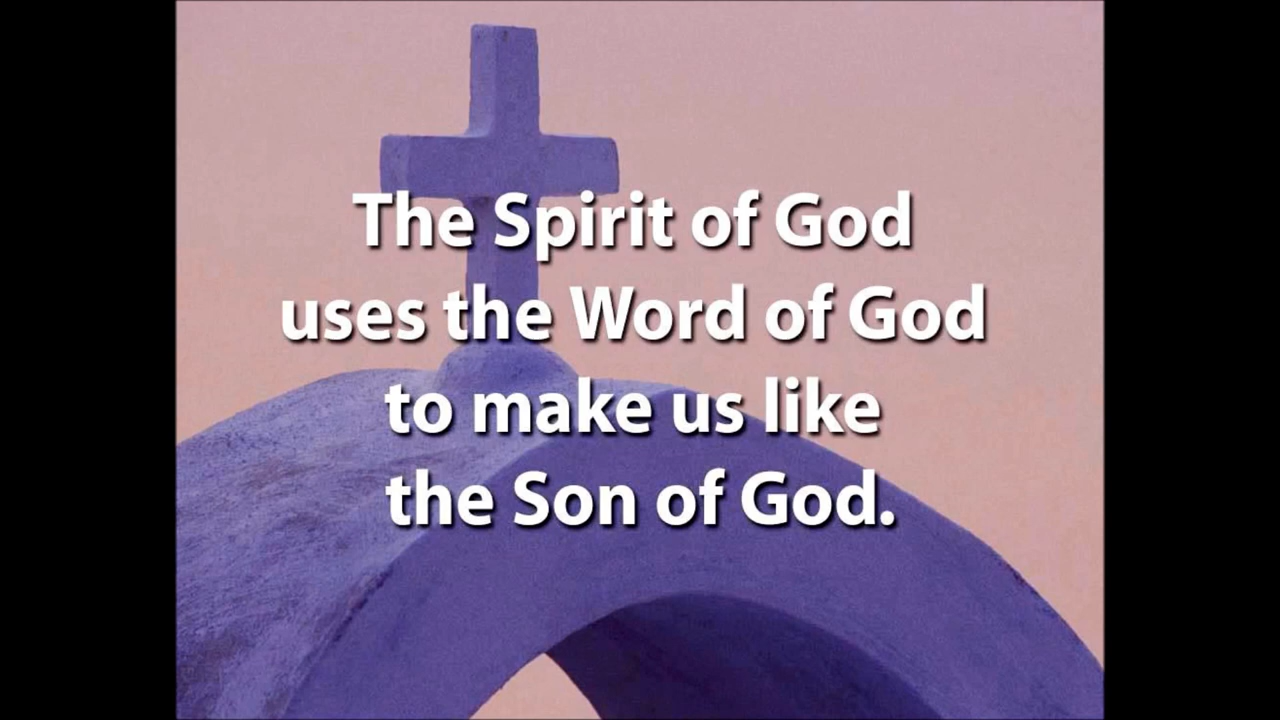 The Spirit of God
uses the Word of God
to make us like
the Son of God.